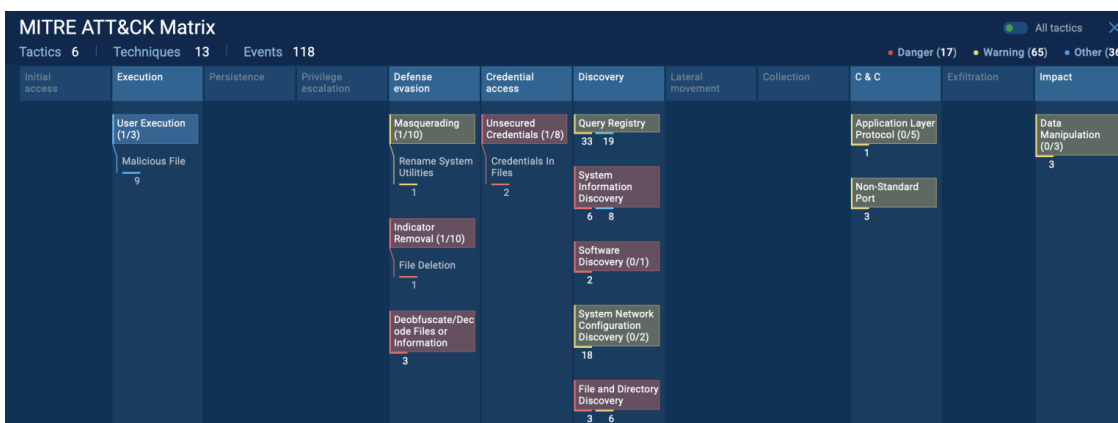 MITRE ATT&CK Matrix
All tactics
Tactics 6 | Techniques 13 | Events 118
Danger (17) Warning (65) Other (36
Initial
access
Execution
Persistence
Privilege
escalation
Defense
evasion
Credential
access
Discovery
Lateral
movement
Collection
C & C
Exfiltration
Impact
User Execution
(1/3)
Malicious File
9
Masquerading
(1/10)
Rename System
Utilities
1
Indicator
Removal (1/10)
File Deletion
1
Deobfuscate/Dec
ode Files or
Information
3
Unsecured
Credentials (1/8)
Credentials In
Files
2
Query Registry
33 19
System
Information
Discovery
6 8
Software
Discovery (0/1)
2
System Network
Configuration
Discovery (0/2)
18
File and Directory
Discovery
3 6
Application Layer
Protocol (0/5)
1
Non-Standard
Port
3
Data
Manipulation
(0/3)
3